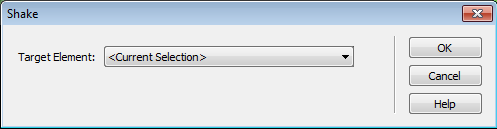 Shake
Target Element: <Current Selection>
OK
Cancel
Help